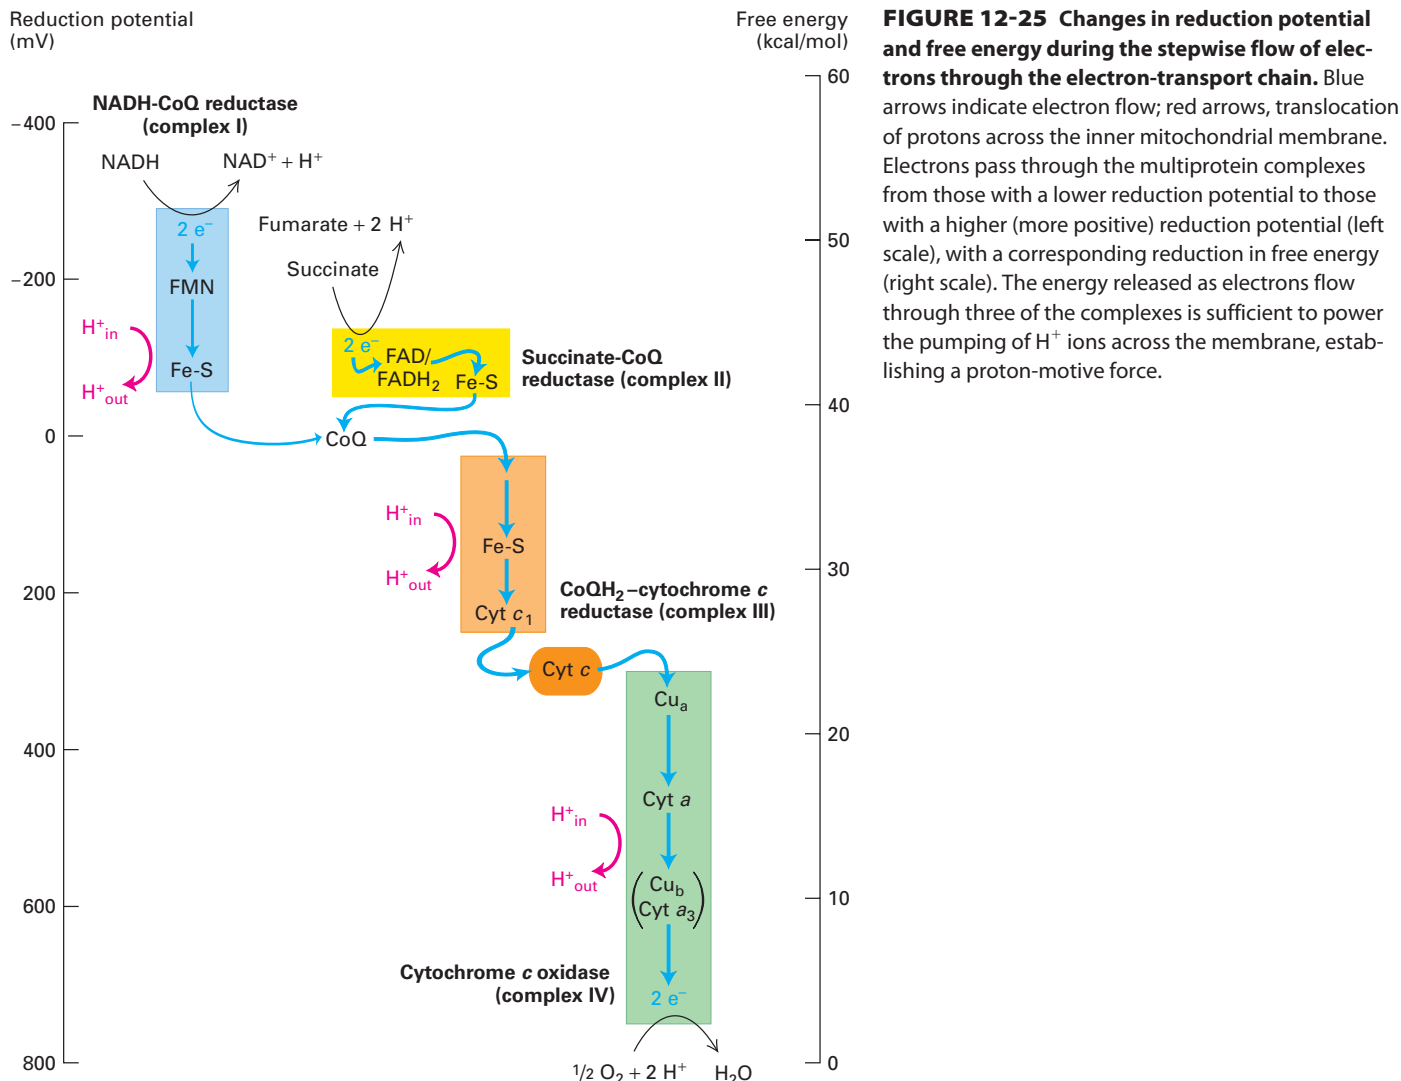 Reduction potential
(mV)
Free energy
(kcal/mol)
FIGURE 12-25 Changes in reduction potential
and free energy during the stepwise flow of elec-
trons through the electron-transport chain. Blue
arrows indicate electron flow; red arrows, translocation
of protons across the inner mitochondrial membrane.
Electrons pass through the multiprotein complexes
from those with a lower reduction potential to those
with a higher (more positive) reduction potential (left
scale), with a corresponding reduction in free energy
(right scale). The energy released as electrons flow
through three of the complexes is sufficient to power
the pumping of H⁺ ions across the membrane, estab-
lishing a proton-motive force.
60
NADH-CoQ reductase
(complex I)
−400
NADH
NAD⁺ + H⁺
2 e⁻
Fumarate + 2 H⁺
50
Succinate
−200
FMN
H⁺in
2 e⁻
FAD/
FADH₂
Fe-S
Succinate-CoQ
reductase (complex II)
Fe-S
H⁺out
40
0
CoQ
H⁺in
Fe-S
30
H⁺out
200
CoQH₂–cytochrome c
reductase (complex III)
Cyt c₁
Cyt c
Cuₐ
20
400
Cyt a
H⁺in
H⁺out
Cu_b
Cyt a₃
10
600
Cytochrome c oxidase
(complex IV)
2 e⁻
800
0
1/2 O₂ + 2 H⁺
H₂O